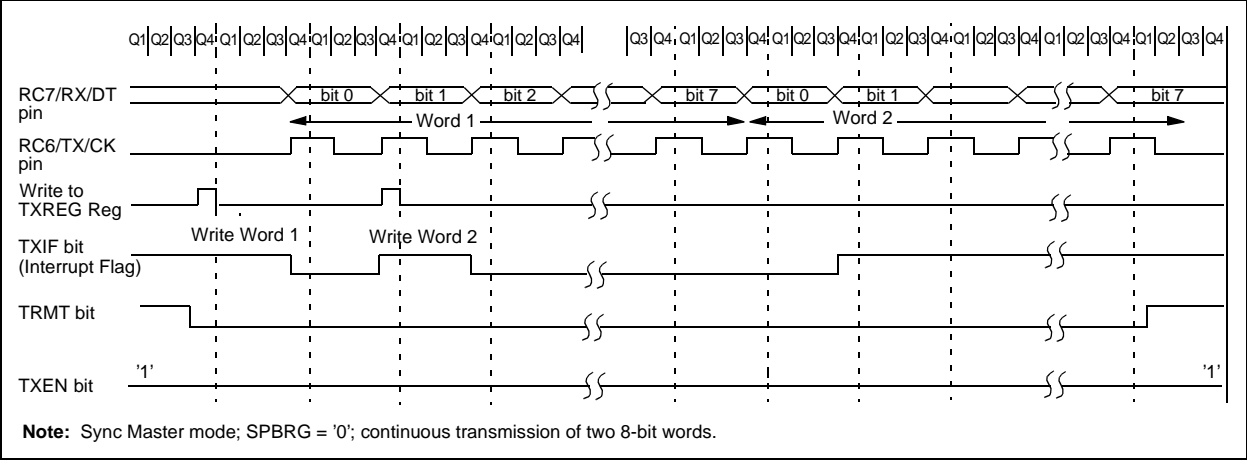 Q1 Q2 Q3 Q4 Q1 Q2 Q3 Q4 Q1 Q2 Q3 Q4 Q1 Q2 Q3 Q4 Q1 Q2 Q3 Q4 Q3 Q4 Q1 Q2 Q3 Q4 Q1 Q2 Q3 Q4 Q1 Q2 Q3 Q4 Q1 Q2 Q3 Q4 Q1 Q2 Q3 Q4 Q1 Q2 Q3 Q4
RC7/RX/DT
pin
bit 0 bit 1 bit 2 bit 7 bit 0 bit 1 bit 7
Word 1 Word 2
RC6/TX/CK
pin
Write to
TXREG Reg
Write Word 1 Write Word 2
TXIF bit
(Interrupt Flag)
TRMT bit
TXEN bit '1' '1'
Note: Sync Master mode; SPBRG = '0'; continuous transmission of two 8-bit words.